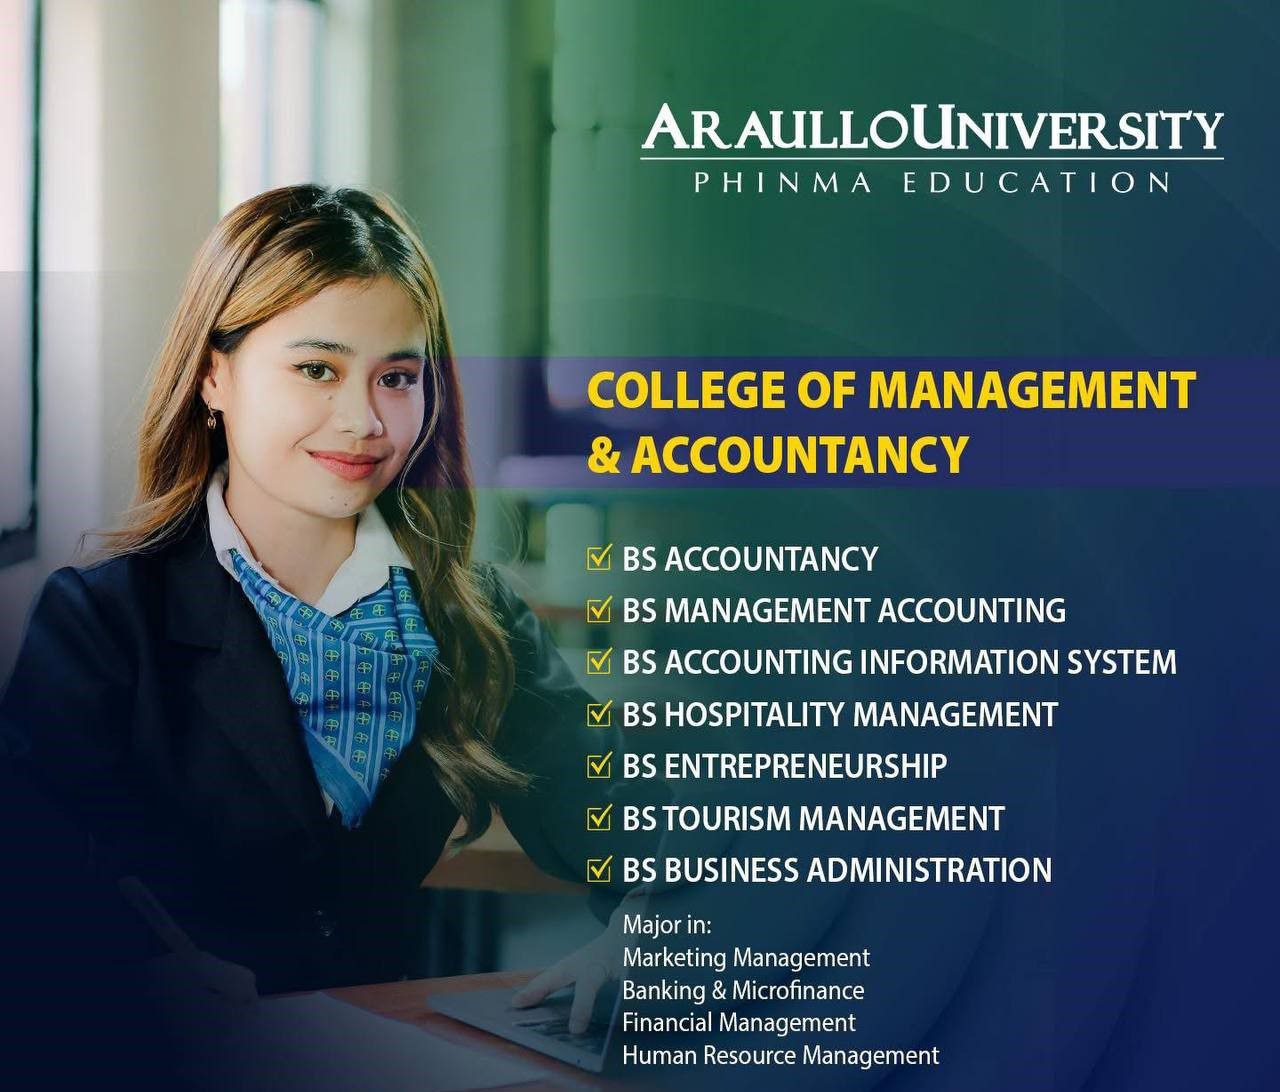 ARAULLOUNIVERSITY
PHINMA EDUCATION
COLLEGE OF MANAGEMENT
& ACCOUNTANCY
BS ACCOUNTANCY
BS MANAGEMENT ACCOUNTING
BS ACCOUNTING INFORMATION SYSTEM
BS HOSPITALITY MANAGEMENT
BS ENTREPRENEURSHIP
BS TOURISM MANAGEMENT
BS BUSINESS ADMINISTRATION
Major in:
Marketing Management
Banking & Microfinance
Financial Management
Human Resource Management